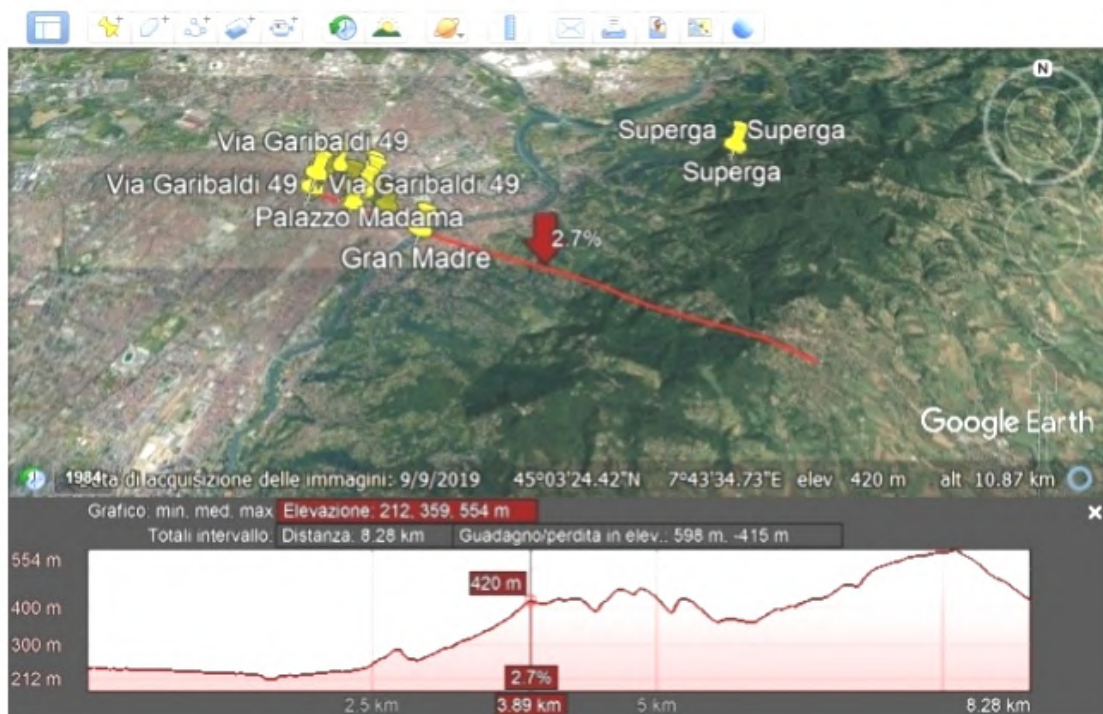 N
Via Garibaldi 49
Superga Superga
Via Garibaldi 49 Via Garibaldi 49
Superga
Palazzo Madama
2.7%
Gran Madre
Google Earth
1984
ta di acquisizione delle immagini: 9/9/2019 45°03'24.42"N 7°43'34.73"E elev 420 m alt 10.87 km
Grafico: min. med. max Elevazione: 212, 359, 554 m
Totali intervallo: Distanza: 8.28 km Guadagno/perdita in elev.: 598 m, -415 m
554 m
420 m
400 m
300 m
212 m
2.7%
2.5 km 3.89 km 5 km 8.28 km